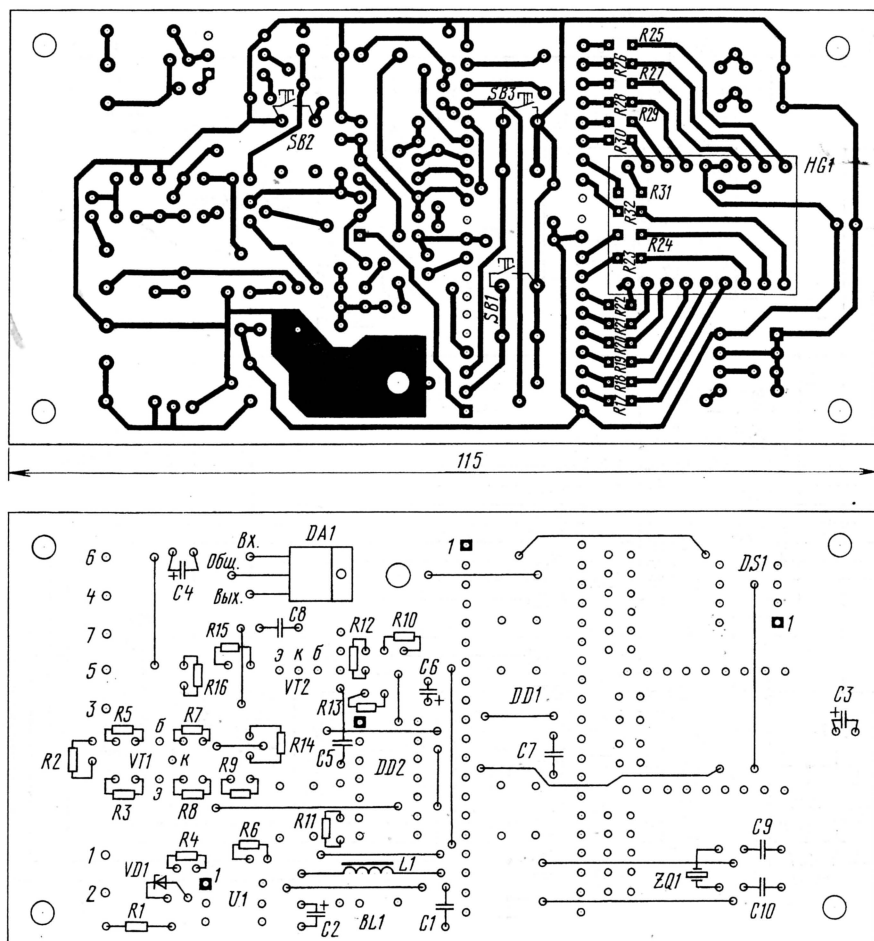 R25
R26
R27
R28
R29
R30
SB3
SB2
HG1
R31
R32
R24
R23
SB1
R22
R21
R20
R19
R18
R17
115
Вх.
DA1
6
Общ.
1
DS1
C4
4
Вых.
1
7
C8
R12
R10
R15
5
э к б
C6
R16
VT2
3
R13
C3
R5
б
R7
DD1
R2
VT1
к
R14
C5
C7
R9
DD2
R3
э
R8
R11
1
R4
R6
C9
VD1
1
L1
2
U1
ZQ1
R1
C2
BL1
C1
C10